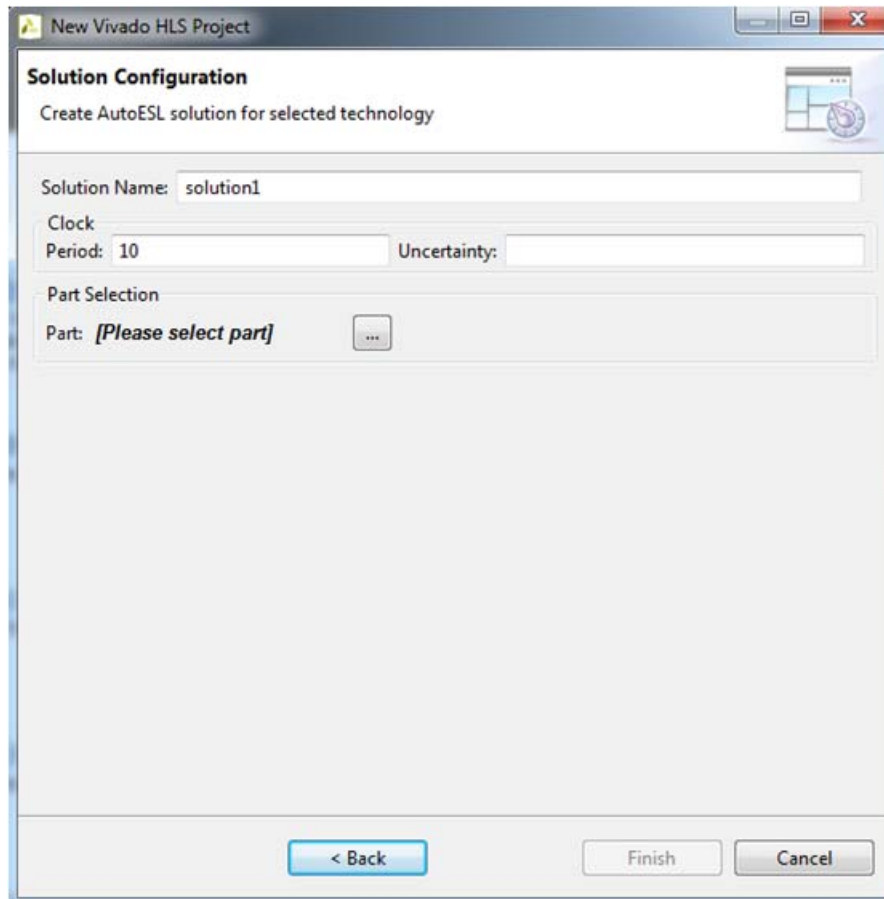 New Vivado HLS Project
Solution Configuration
Create AutoESL solution for selected technology
Solution Name: solution1
Clock
Period: 10 Uncertainty:
Part Selection
Part: [Please select part] ...
< Back Finish Cancel